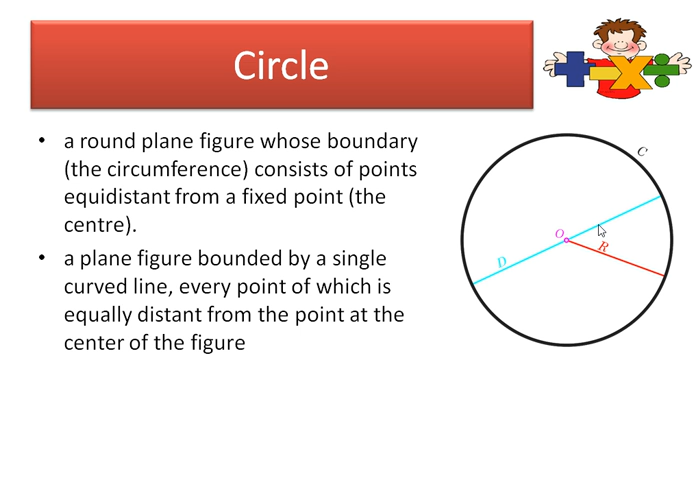 Circle
• a round plane figure whose boundary
(the circumference) consists of points
equidistant from a fixed point (the
centre).
• a plane figure bounded by a single
curved line, every point of which is
equally distant from the point at the
center of the figure
C
O
R
D
+ − × ÷